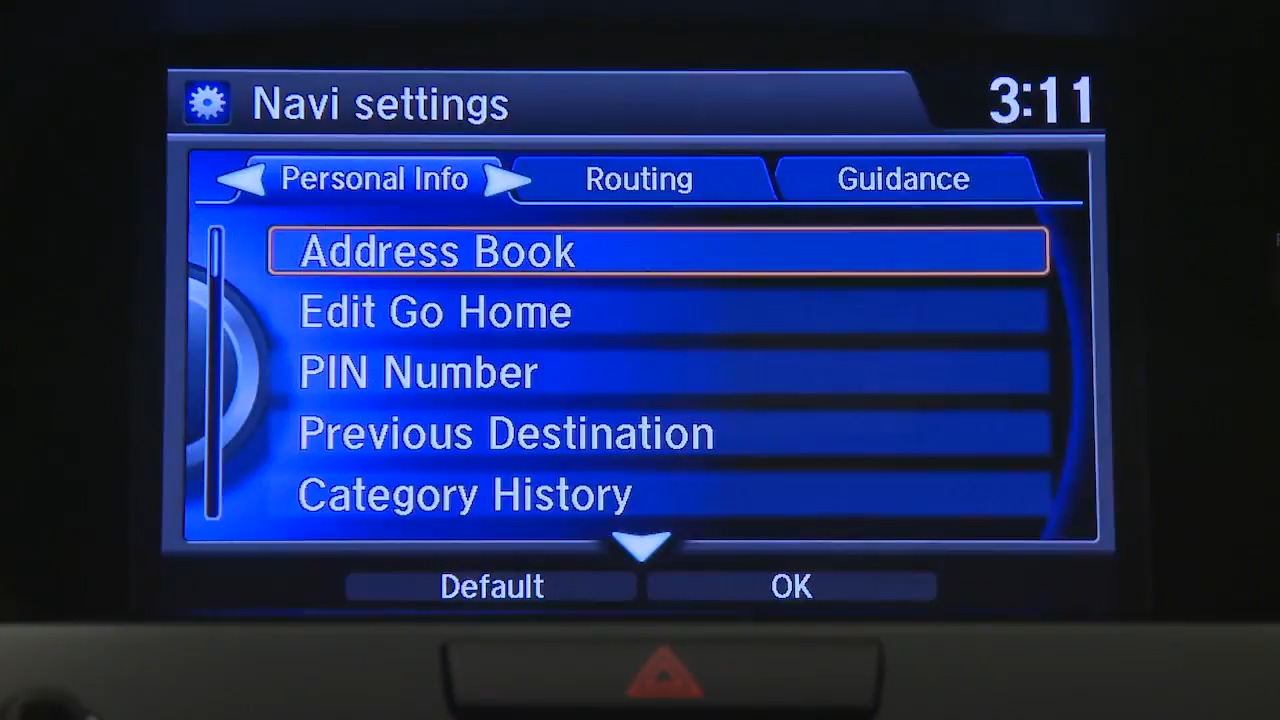 Navi settings
3:11
Personal Info
Routing
Guidance
Address Book
Edit Go Home
PIN Number
Previous Destination
Category History
Default
OK